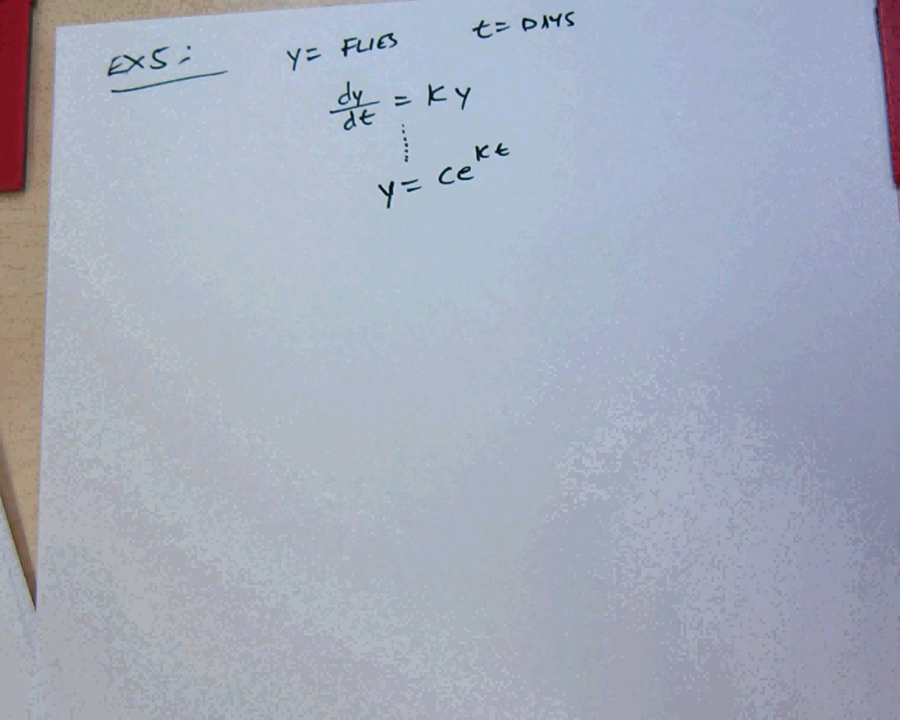 EX5: y = FLIES t = DAYS
dy/dt = Ky
y = Ce^Kt